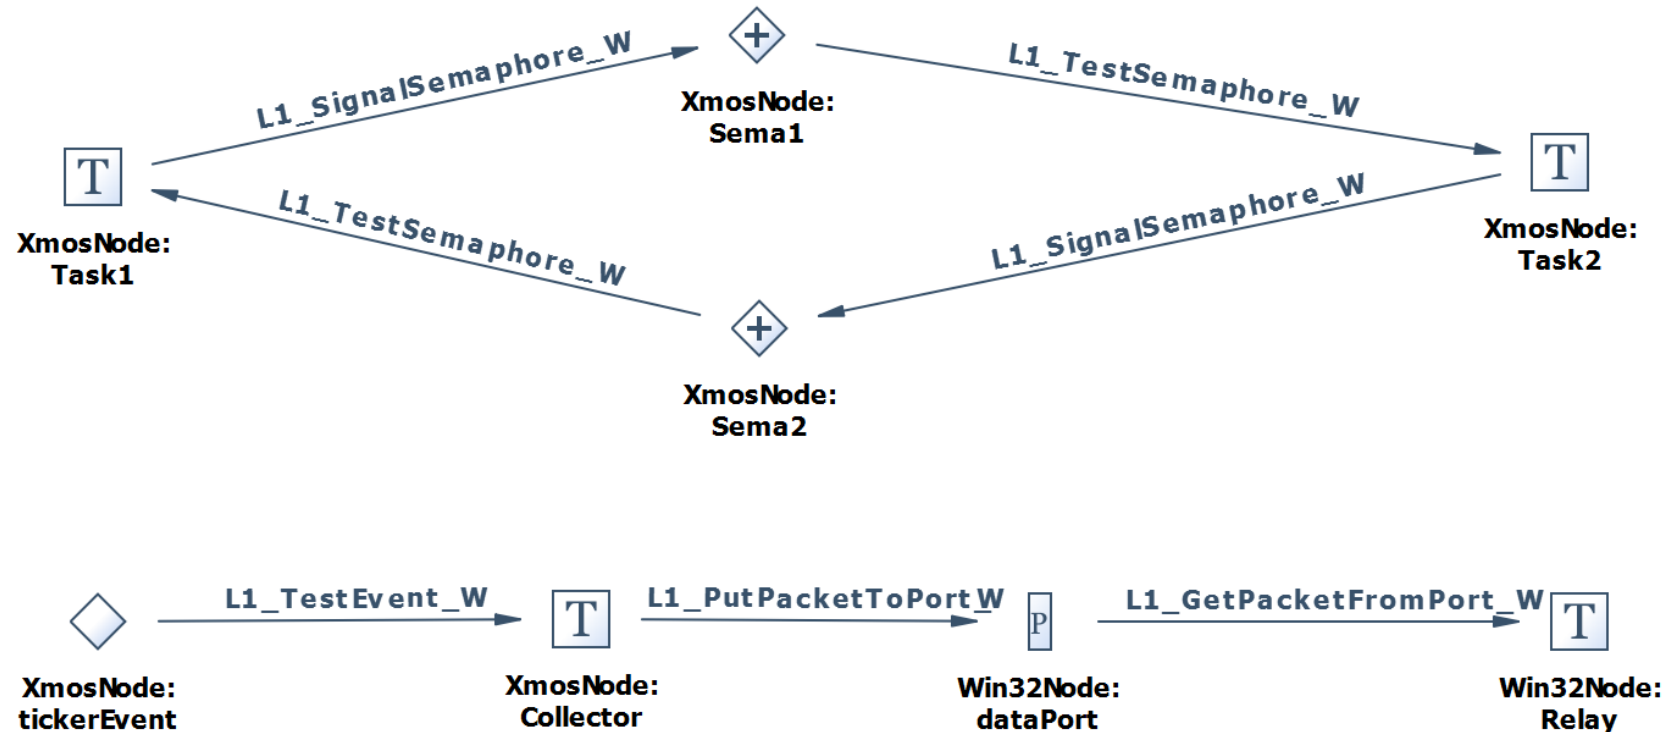 L1_SignalSemaphore_W
L1_TestSemaphore_W
XmosNode:
Sema1
T
XmosNode:
Task1
T
XmosNode:
Task2
L1_TestSemaphore_W
L1_SignalSemaphore_W
XmosNode:
Sema2
L1_TestEvent_W
L1_PutPacketToPort_W
L1_GetPacketFromPort_W
T
P
T
XmosNode:
tickerEvent
XmosNode:
Collector
Win32Node:
dataPort
Win32Node:
Relay